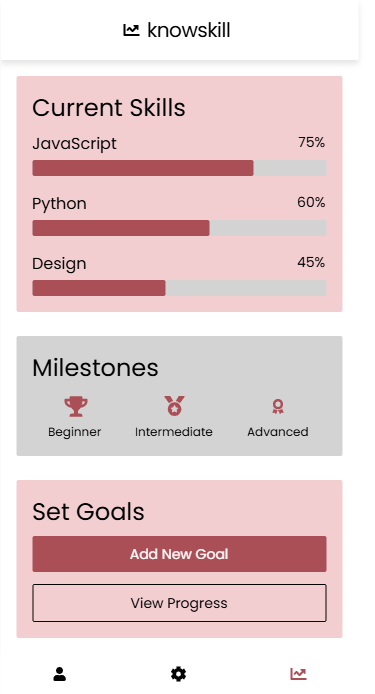 knowskill
Current Skills
JavaScript 75%
Python 60%
Design 45%
Milestones
Beginner Intermediate Advanced
Set Goals
Add New Goal
View Progress